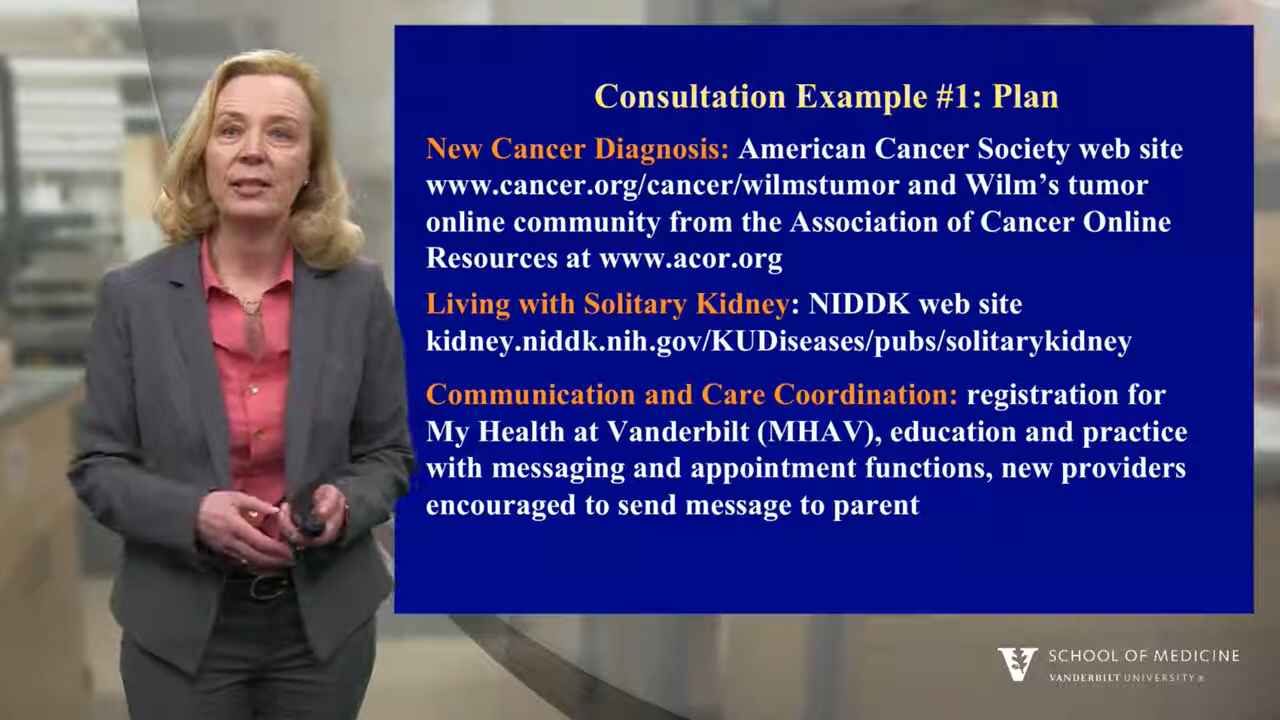 Consultation Example #1: Plan
New Cancer Diagnosis: American Cancer Society web site
www.cancer.org/cancer/wilmstumor and Wilm's tumor
online community from the Association of Cancer Online
Resources at www.acor.org
Living with Solitary Kidney: NIDDK web site
kidney.niddk.nih.gov/KUDiseases/pubs/solitarykidney
Communication and Care Coordination: registration for
My Health at Vanderbilt (MHAV), education and practice
with messaging and appointment functions, new providers
encouraged to send message to parent
V SCHOOL OF MEDICINE
VANDERBILT UNIVERSITY®